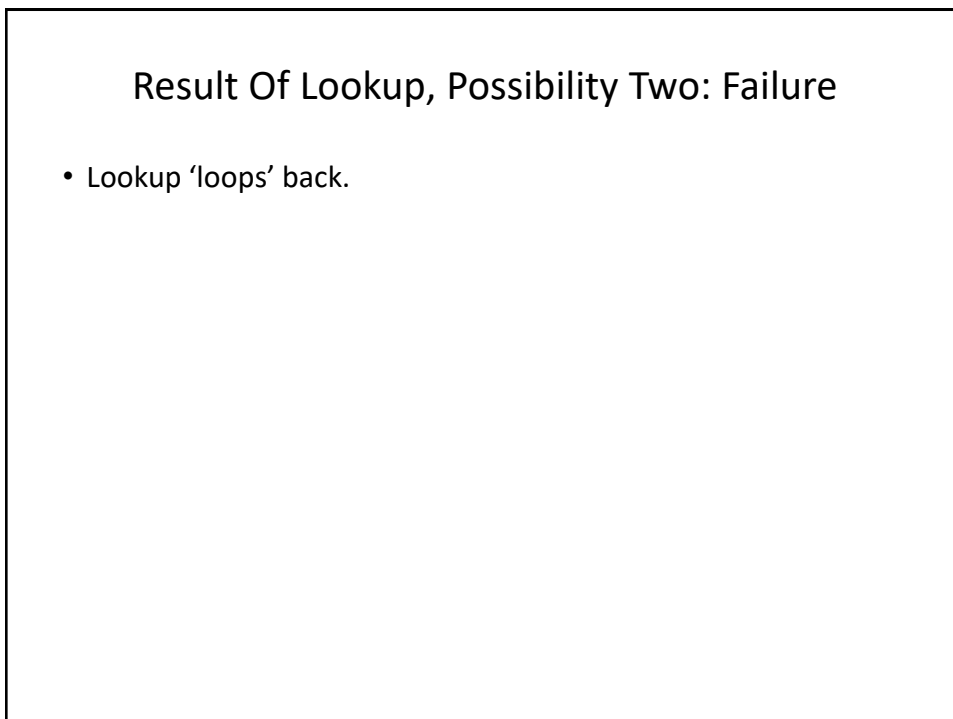 Result Of Lookup, Possibility Two: Failure
• Lookup ‘loops’ back.